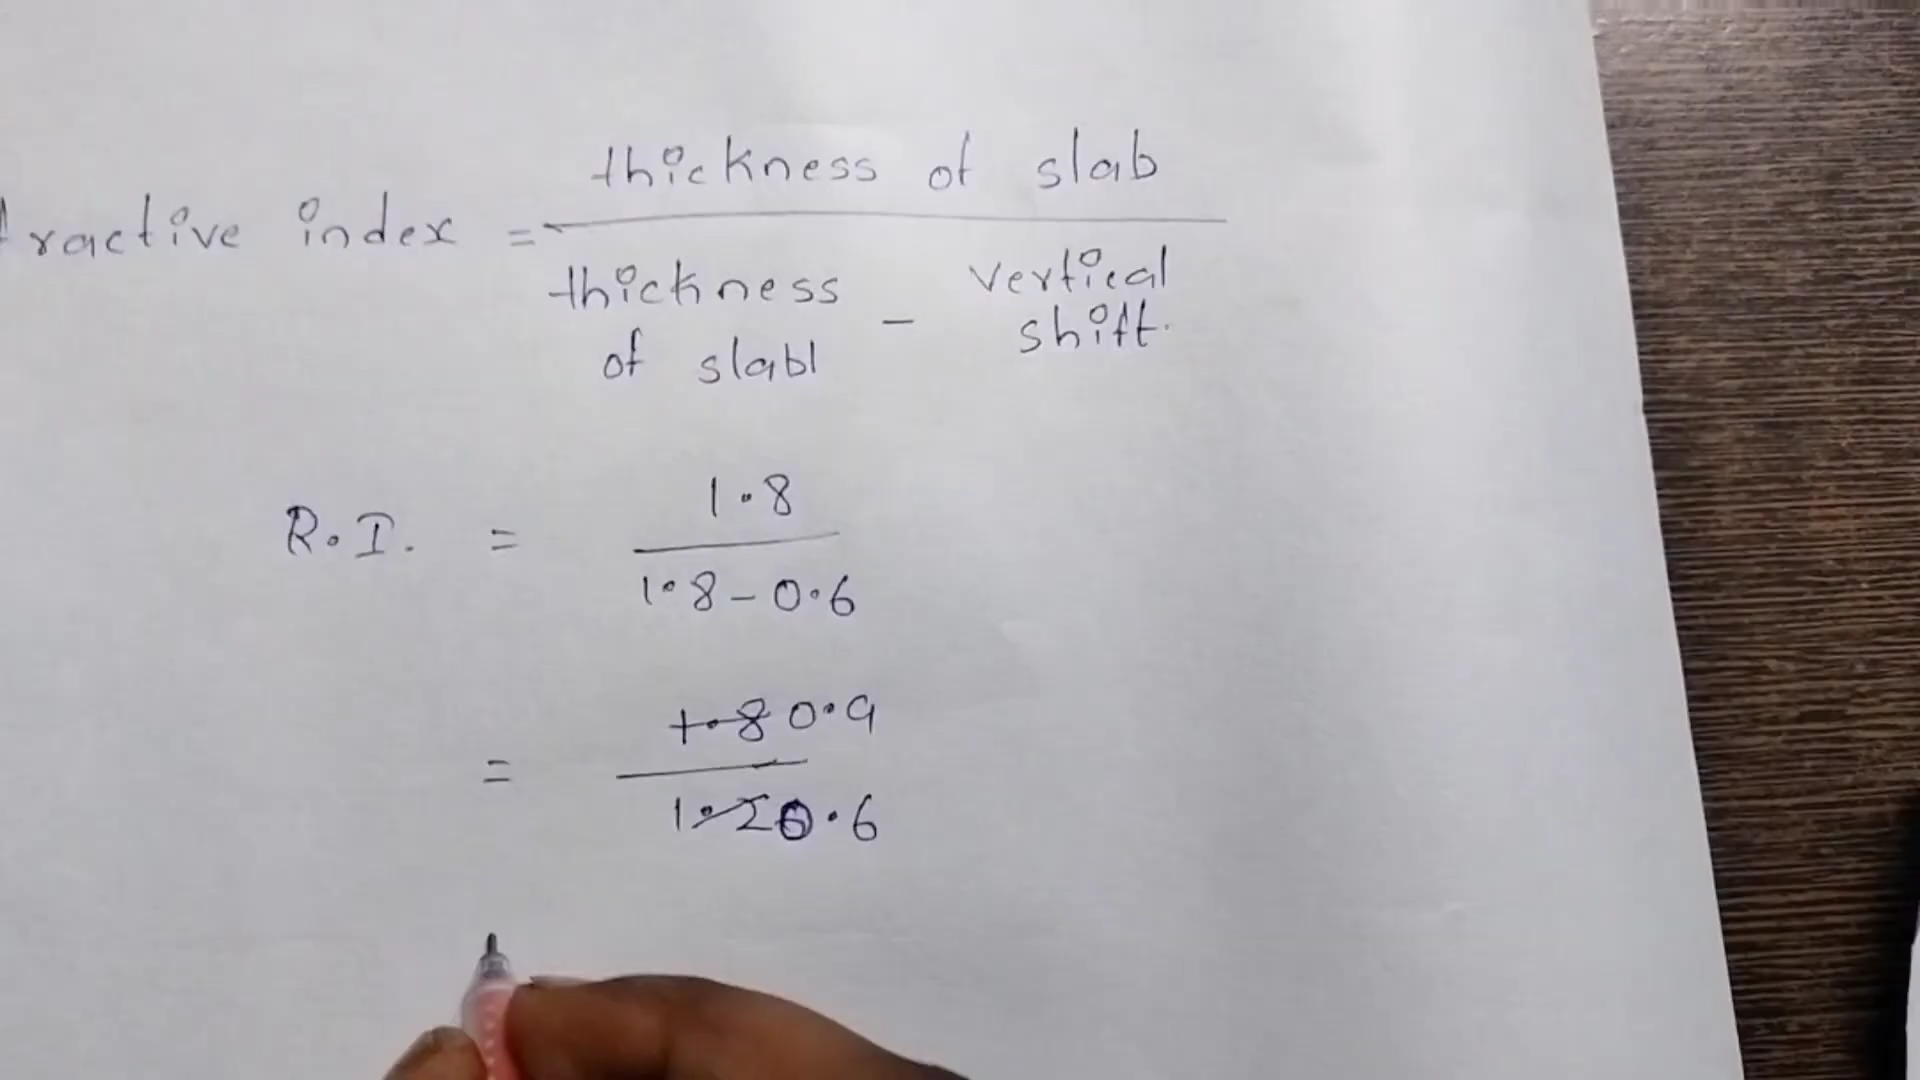 thickness of slab
ractive index =
thickness - vertical
of slabl shift.
R.I. = 1.8
1.8 - 0.6
= 1.8 0.9
1.2 0.6